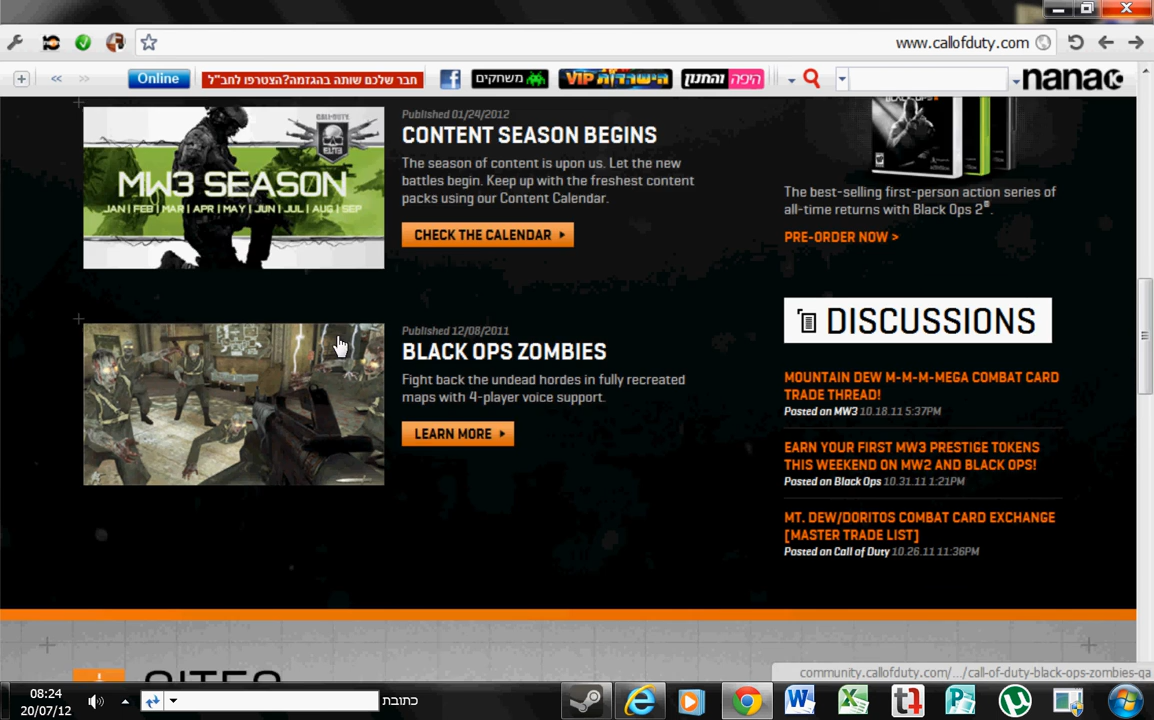 www.callofduty.com
Online
חבר שלכם שותה בהגזמה?הצטרפו לחב"ל
משחקים
הישרדות VIP
היפה והחנון
nana10
Published 01/24/2012
CONTENT SEASON BEGINS
The season of content is upon us. Let the new
battles begin. Keep up with the freshest content
packs using our Content Calendar.
CHECK THE CALENDAR
CALL OF DUTY
ELITE
MW3 SEASON
JAN | FEB | MAR | APR | MAY | JUN | JUL | AUG | SEP
The best-selling first-person action series of
all-time returns with Black Ops 2®.
PRE-ORDER NOW >
Published 12/08/2011
BLACK OPS ZOMBIES
Fight back the undead hordes in fully recreated
maps with 4-player voice support.
LEARN MORE
DISCUSSIONS
MOUNTAIN DEW M-M-M-MEGA COMBAT CARD
TRADE THREAD!
Posted on MW3 10.18.11 5:37PM
EARN YOUR FIRST MW3 PRESTIGE TOKENS
THIS WEEKEND ON MW2 AND BLACK OPS!
Posted on Black Ops 10.31.11 1:21PM
MT. DEW/DORITOS COMBAT CARD EXCHANGE
[MASTER TRADE LIST]
Posted on Call of Duty 10.26.11 11:36PM
SITES
community.callofduty.com/.../call-of-duty-black-ops-zombies-qa
08:24
20/07/12
כתובת